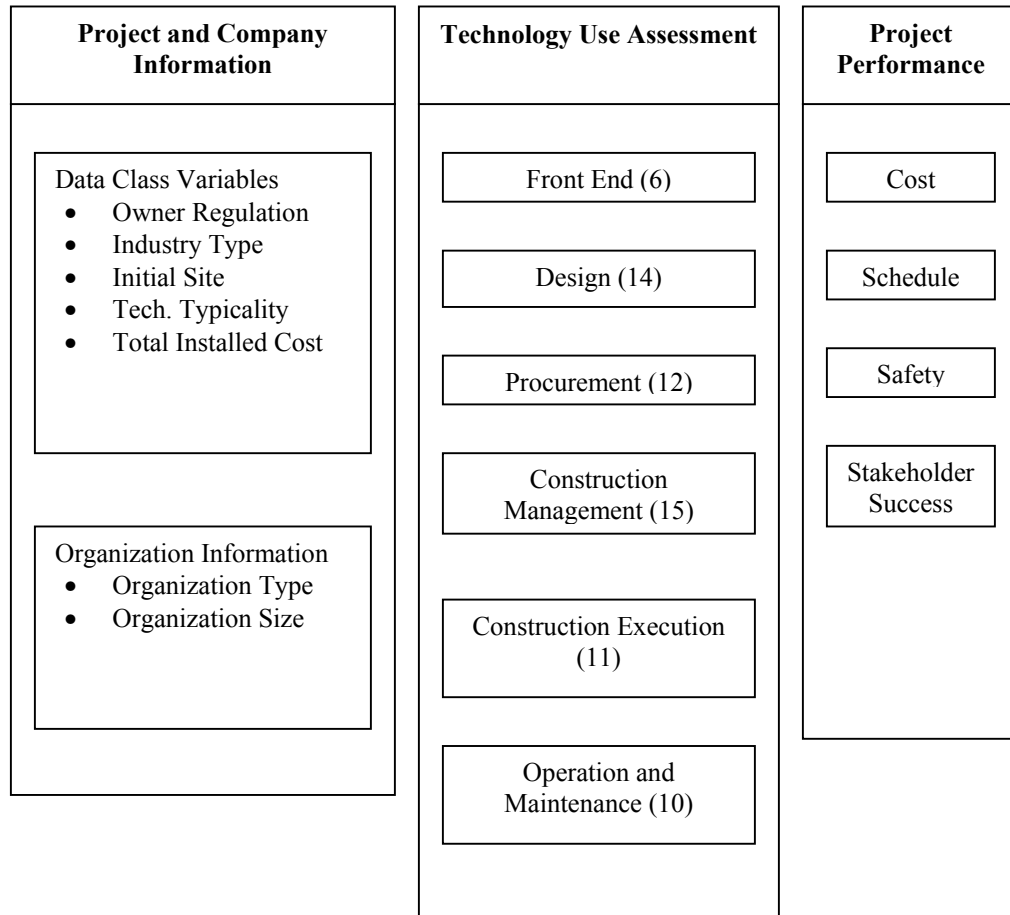 Project and Company
Information
Data Class Variables
• Owner Regulation
• Industry Type
• Initial Site
• Tech. Typicality
• Total Installed Cost
Organization Information
• Organization Type
• Organization Size
Technology Use Assessment
Front End (6)
Design (14)
Procurement (12)
Construction
Management (15)
Construction Execution
(11)
Operation and
Maintenance (10)
Project
Performance
Cost
Schedule
Safety
Stakeholder
Success